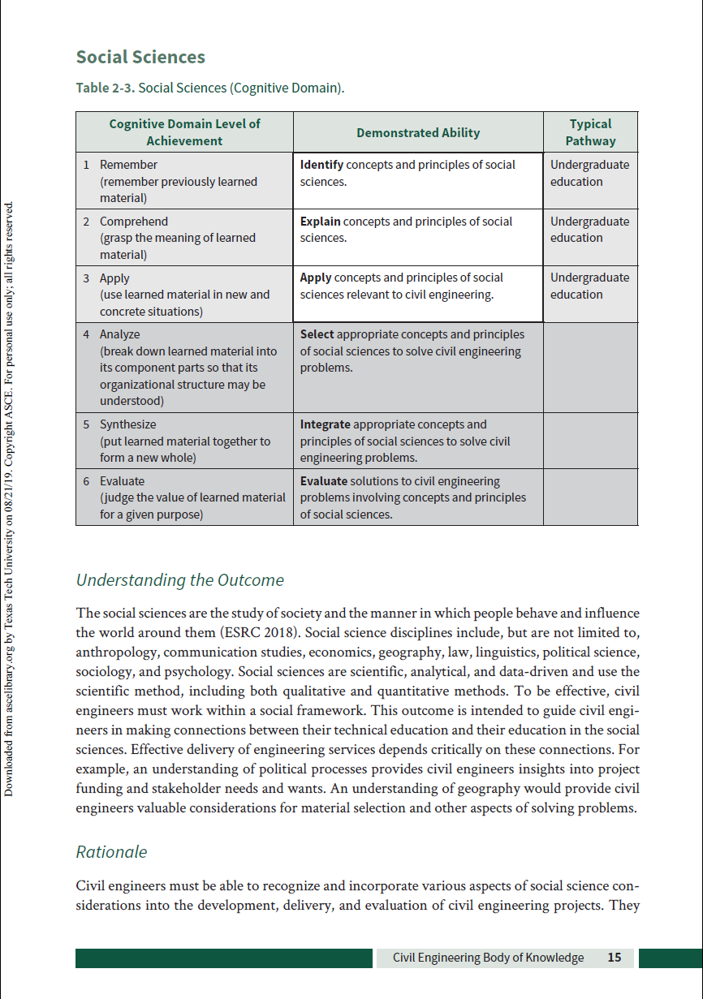 Social Sciences
Table 2-3. Social Sciences (Cognitive Domain).
Cognitive Domain Level of
Achievement
Demonstrated Ability
Typical
Pathway
1 Remember
(remember previously learned
material)
Identify concepts and principles of social
sciences.
Undergraduate
education
2 Comprehend
(grasp the meaning of learned
material)
Explain concepts and principles of social
sciences.
Undergraduate
education
3 Apply
(use learned material in new and
concrete situations)
Apply concepts and principles of social
sciences relevant to civil engineering.
Undergraduate
education
4 Analyze
(break down learned material into
its component parts so that its
organizational structure may be
understood)
Select appropriate concepts and principles
of social sciences to solve civil engineering
problems.
5 Synthesize
(put learned material together to
form a new whole)
Integrate appropriate concepts and
principles of social sciences to solve civil
engineering problems.
6 Evaluate
(judge the value of learned material
for a given purpose)
Evaluate solutions to civil engineering
problems involving concepts and principles
of social sciences.
Understanding the Outcome
The social sciences are the study of society and the manner in which people behave and influence
the world around them (ESRC 2018). Social science disciplines include, but are not limited to,
anthropology, communication studies, economics, geography, law, linguistics, political science,
sociology, and psychology. Social sciences are scientific, analytical, and data-driven and use the
scientific method, including both qualitative and quantitative methods. To be effective, civil
engineers must work within a social framework. This outcome is intended to guide civil engi-
neers in making connections between their technical education and their education in the social
sciences. Effective delivery of engineering services depends critically on these connections. For
example, an understanding of political processes provides civil engineers insights into project
funding and stakeholder needs and wants. An understanding of geography would provide civil
engineers valuable considerations for material selection and other aspects of solving problems.
Rationale
Civil engineers must be able to recognize and incorporate various aspects of social science con-
siderations into the development, delivery, and evaluation of civil engineering projects. They
Civil Engineering Body of Knowledge 15
Downloaded from ascelibrary.org by Texas Tech University on 08/21/19. Copyright ASCE. For personal use only; all rights reserved.